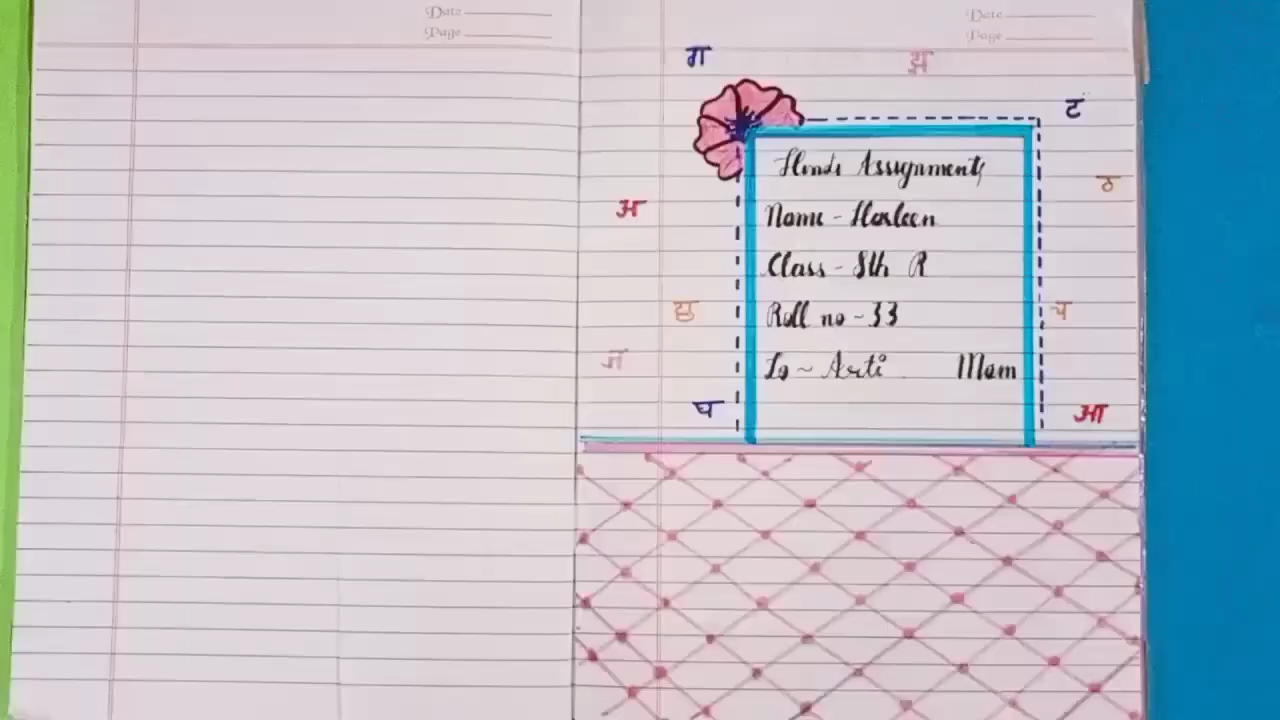 Date
Page
Date
Page
ग
झ
ट
Hindi Assignment
ठ
अ
Name - Harleen
Class - 8th R
छ
Roll no - 33
च
ज
To ~ Arti Mam
घ
आ